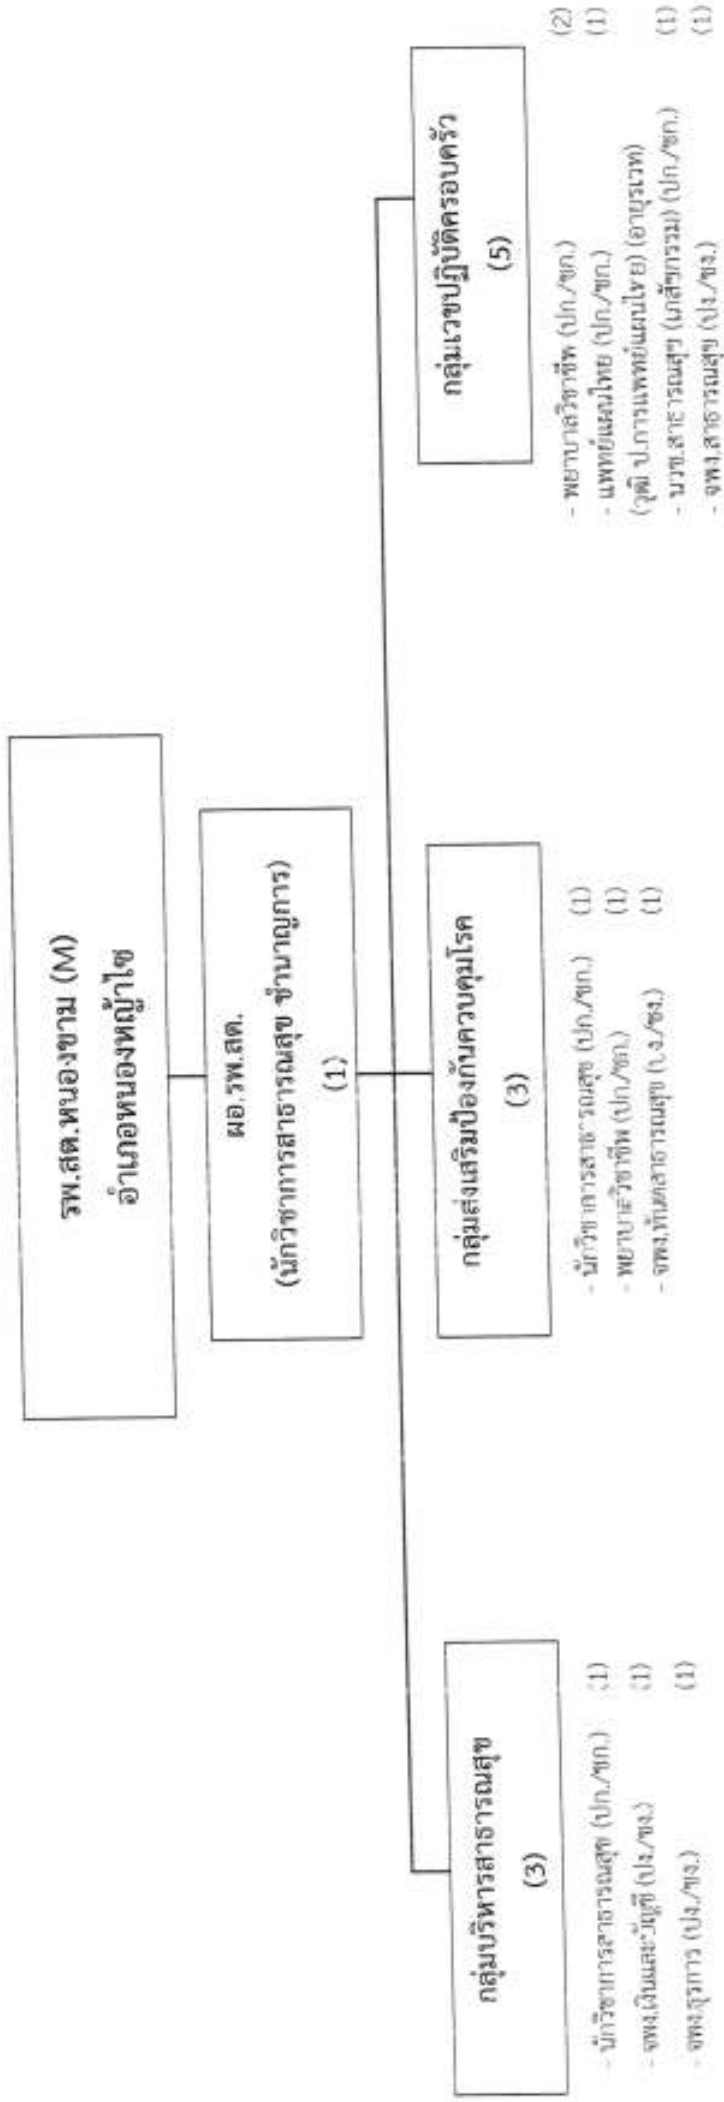 รพ.สต.หนองขาม (M)
อำเภอหนองหญ้าไซ
ผอ.รพ.สต.
(นักวิชาการสาธารณสุข ชำนาญการ)
(1)
กลุ่มบริหารสาธารณสุข
(3)
- นักวิชาการสาธารณสุข (ปก./ชก.) (1)
- จพง.เงินและบัญชี (ปง./ชง.) (1)
- จพง.ธุรการ (ปง./ชง.) (1)
กลุ่มส่งเสริมป้องกันควบคุมโรค
(3)
- นักวิชาการสาธารณสุข (ปก./ชก.) (1)
- พยาบาลวิชาชีพ (ปก./ชก.) (1)
- จพง.ทันตสาธารณสุข (ปง./ชง.) (1)
กลุ่มเวชปฏิบัติครอบครัว
(5)
- พยาบาลวิชาชีพ (ปก./ชก.) (2)
- แพทย์แผนไทย (ปก./ชก.) (1)
(วุฒิ ป.การแพทย์แผนไทย) (อายุรเวท)
- นวช.สาธารณสุข (เภสัชกรรม) (ปก./ชก.) (1)
- จพง.สาธารณสุข (ปง./ชง.) (1)